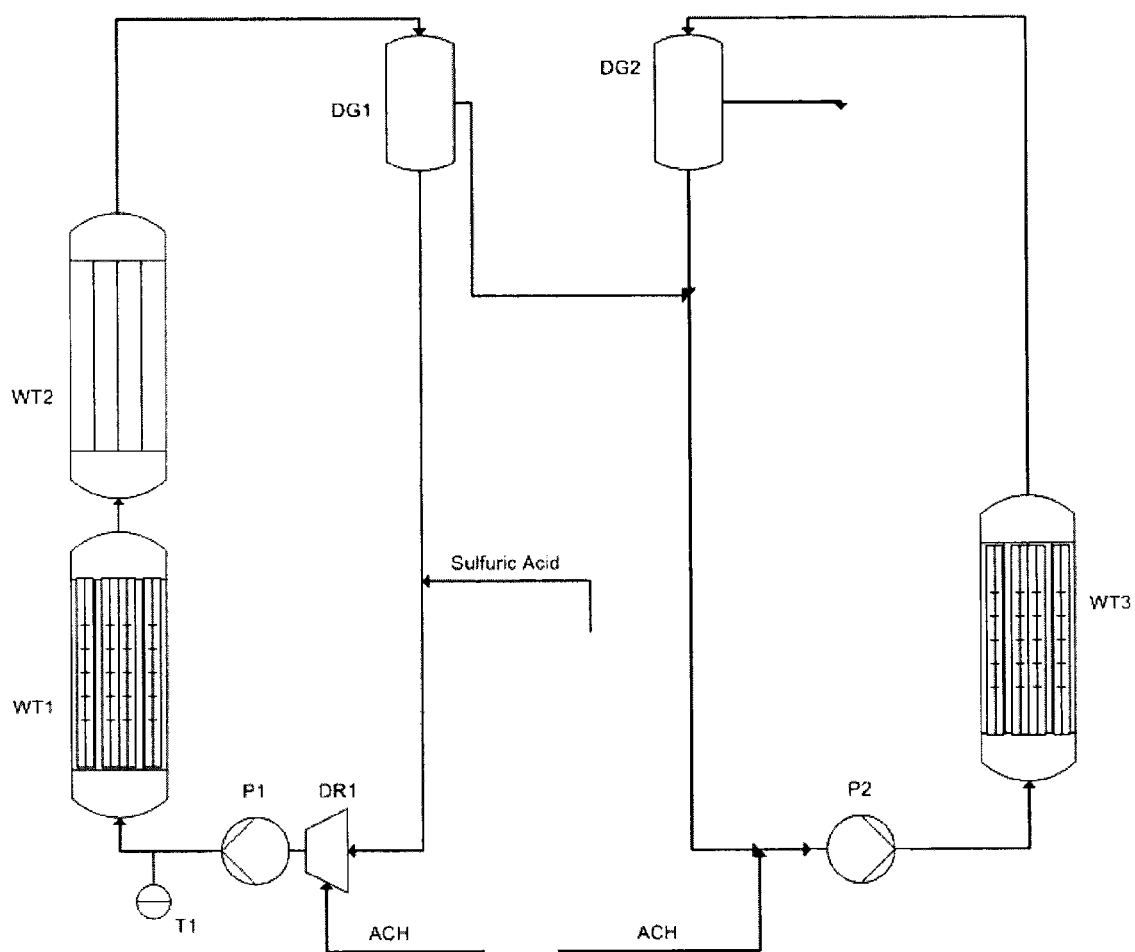 DG1
DG2
WT2
Sulfuric Acid
WT3
WT1
P1
DR1
P2
T1
ACH
ACH